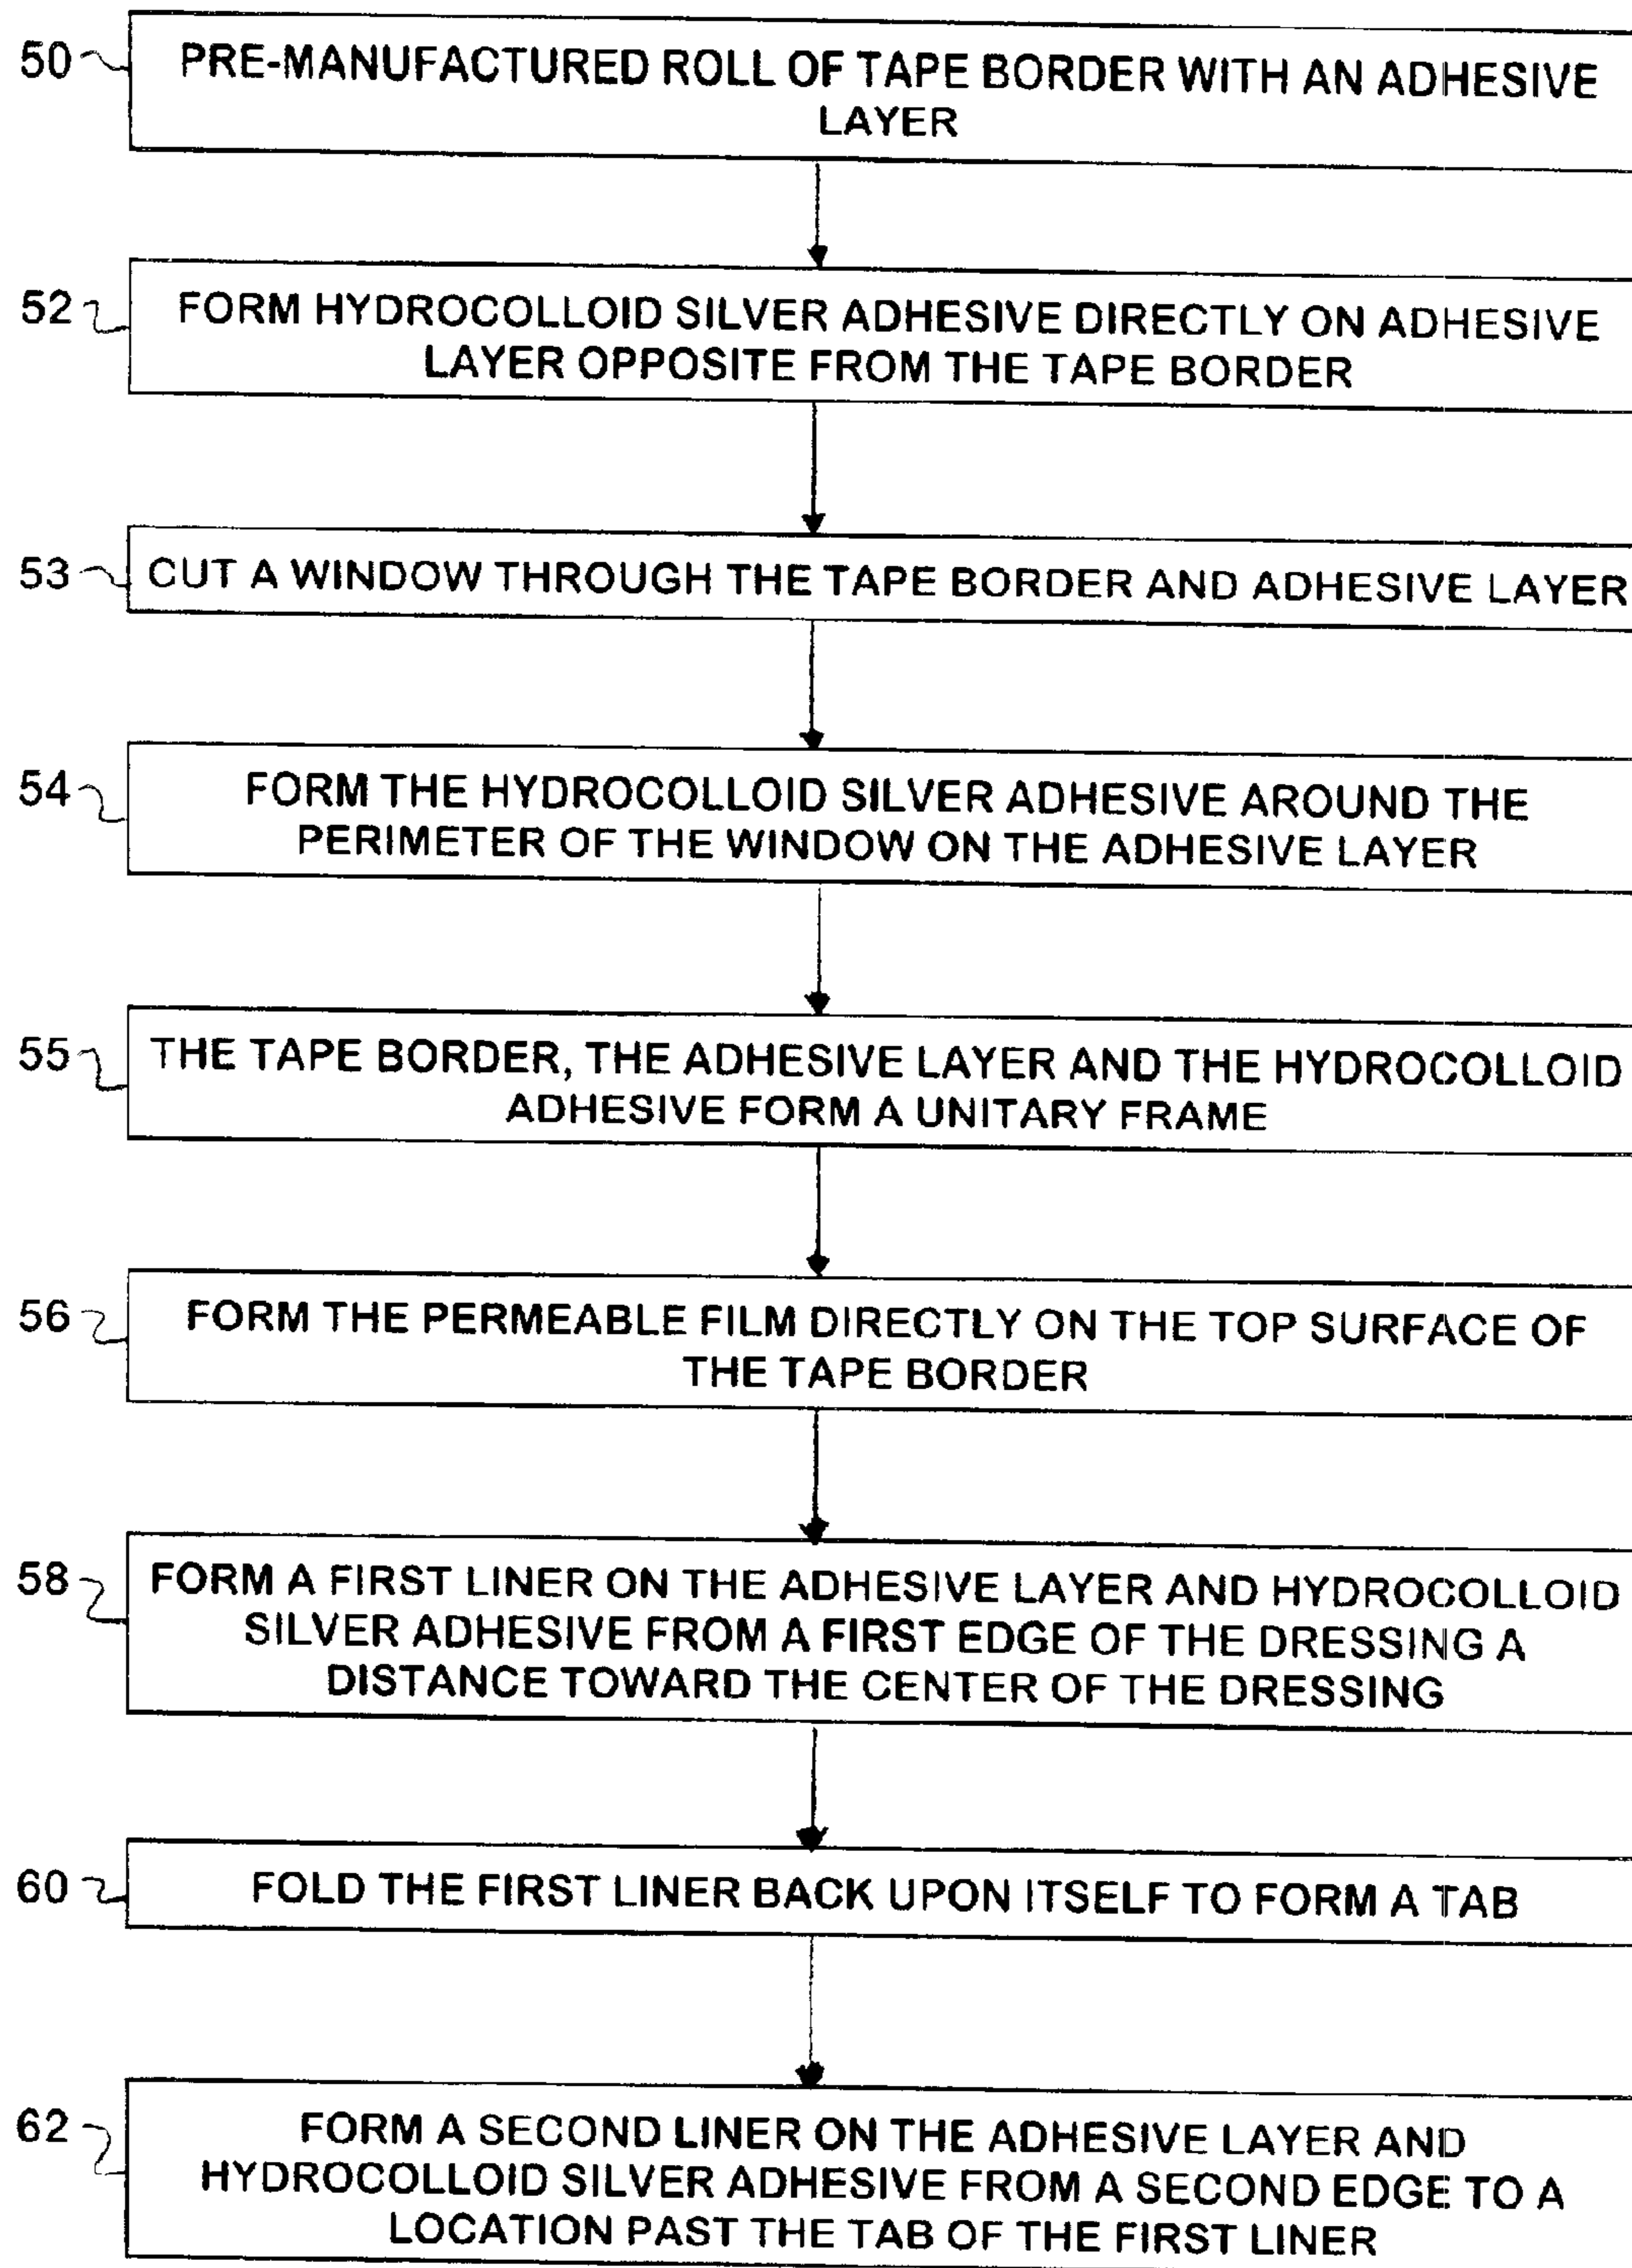 50
PRE-MANUFACTURED ROLL OF TAPE BORDER WITH AN ADHESIVE
LAYER
52
FORM HYDROCOLLOID SILVER ADHESIVE DIRECTLY ON ADHESIVE
LAYER OPPOSITE FROM THE TAPE BORDER
53
CUT A WINDOW THROUGH THE TAPE BORDER AND ADHESIVE LAYER
54
FORM THE HYDROCOLLOID SILVER ADHESIVE AROUND THE
PERIMETER OF THE WINDOW ON THE ADHESIVE LAYER
55
THE TAPE BORDER, THE ADHESIVE LAYER AND THE HYDROCOLLOID
ADHESIVE FORM A UNITARY FRAME
56
FORM THE PERMEABLE FILM DIRECTLY ON THE TOP SURFACE OF
THE TAPE BORDER
58
FORM A FIRST LINER ON THE ADHESIVE LAYER AND HYDROCOLLOID
SILVER ADHESIVE FROM A FIRST EDGE OF THE DRESSING A
DISTANCE TOWARD THE CENTER OF THE DRESSING
60
FOLD THE FIRST LINER BACK UPON ITSELF TO FORM A TAB
62
FORM A SECOND LINER ON THE ADHESIVE LAYER AND
HYDROCOLLOID SILVER ADHESIVE FROM A SECOND EDGE TO A
LOCATION PAST THE TAB OF THE FIRST LINER